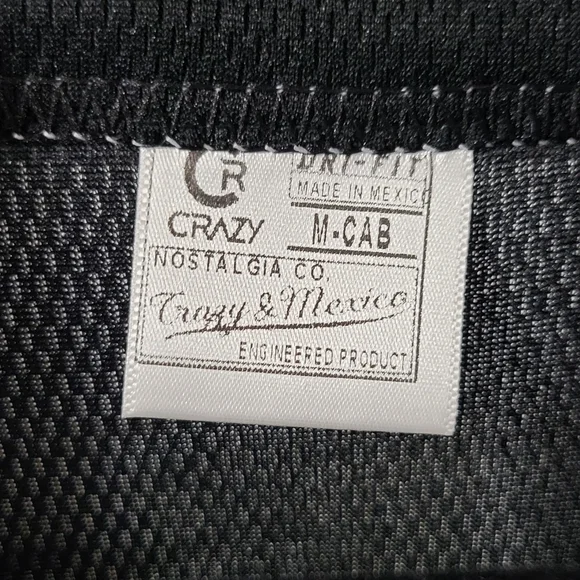 CR
DRI-FIT
MADE IN MEXICO
CRAZY
M-CAB
NOSTALGIA CO.
Crazy & Mexico
ENGINEERED PRODUCT